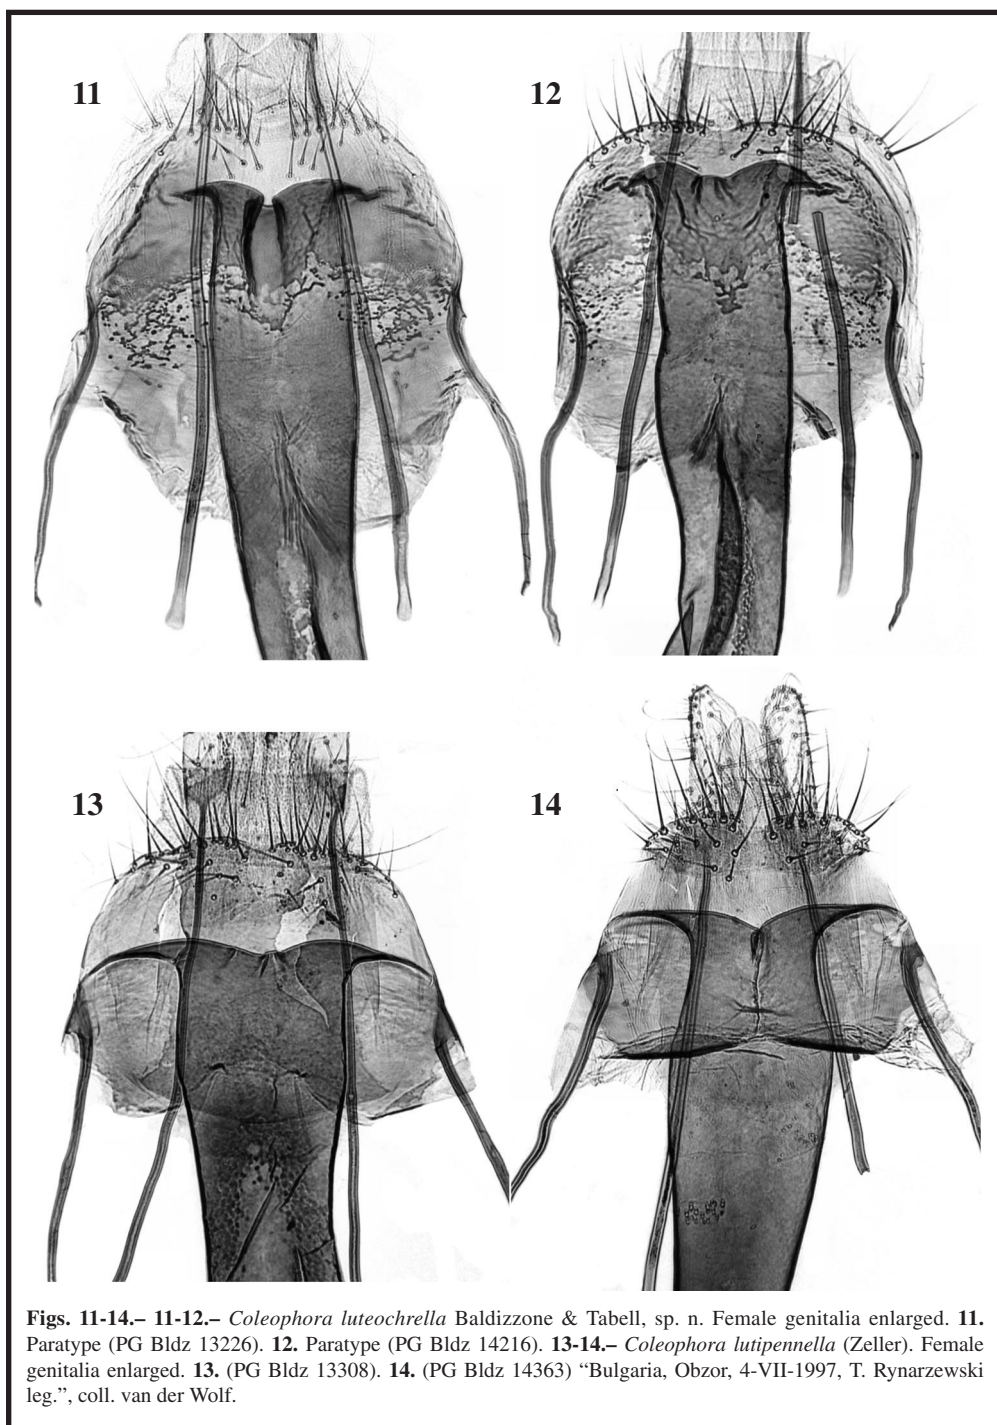 11
12
13
14
Figs. 11-14.– 11-12.– Coleophora luteochrella Baldizzone & Tabell, sp. n. Female genitalia enlarged. 11.
Paratype (PG Bldz 13226). 12. Paratype (PG Bldz 14216). 13-14.– Coleophora lutipennella (Zeller). Female
genitalia enlarged. 13. (PG Bldz 13308). 14. (PG Bldz 14363) “Bulgaria, Obzor, 4-VII-1997, T. Rynarzewski
leg.”, coll. van der Wolf.